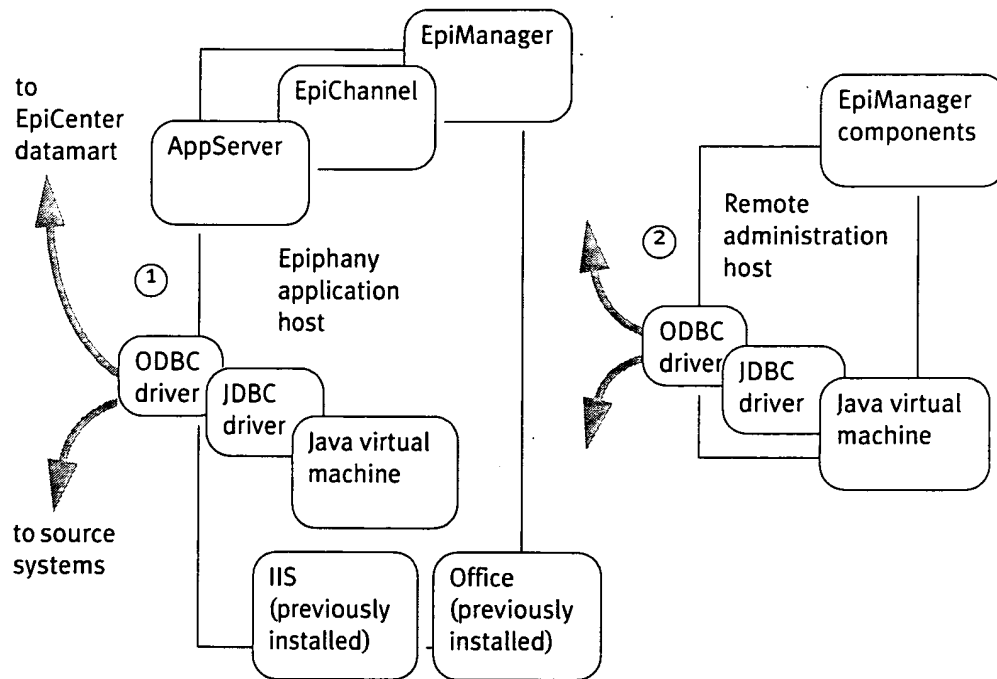 EpiManager
to
EpiCenter
datamart
EpiChannel
AppServer
1
Epiphany
application
host
ODBC
driver
JDBC
driver
Java virtual
machine
to source
systems
IIS
(previously
installed)
Office
(previously
installed)
EpiManager
components
2
Remote
administration
host
ODBC
driver
JDBC
driver
Java virtual
machine